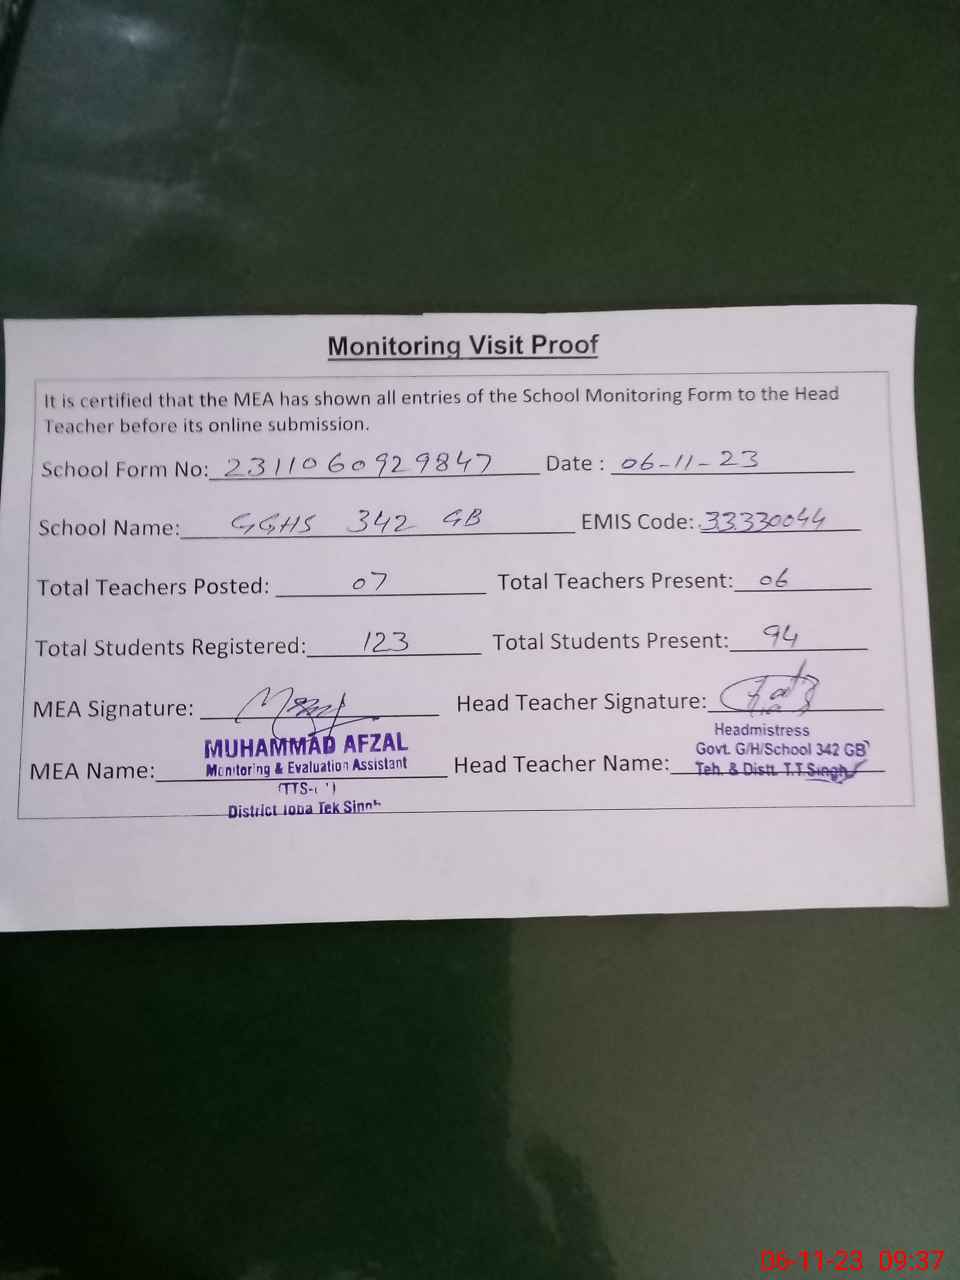 Monitoring Visit Proof
It is certified that the MEA has shown all entries of the School Monitoring Form to the Head
Teacher before its online submission.
School Form No: 2311060929847 Date : 06-11-23
School Name: GGHS 342 GB EMIS Code: 33330044
Total Teachers Posted: 07 Total Teachers Present: 06
Total Students Registered: 123 Total Students Present: 94
MEA Signature: Head Teacher Signature:
MUHAMMAD AFZAL Headmistress
Monitoring & Evaluation Assistant Govt. G/H/School 342 GB
MEA Name: Head Teacher Name: Teh. & Distt. T.T.Singh
District Toba Tek Singh
06-11-23 09:37